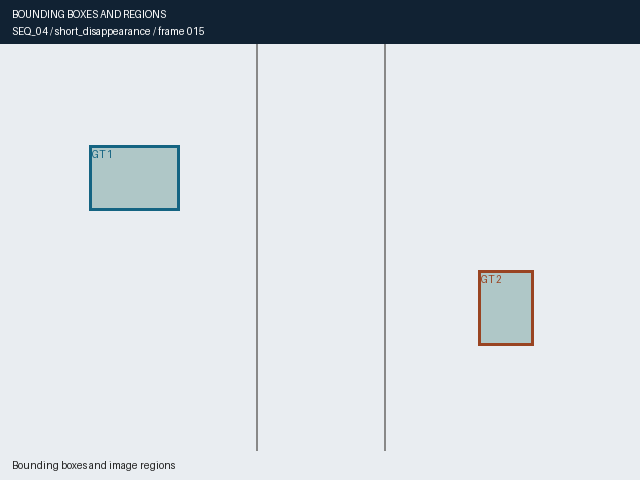 BOUNDING BOXES AND REGIONS
SEQ_04 / short_disappearance / frame 015
GT1
GT2
Bounding boxes and image regions